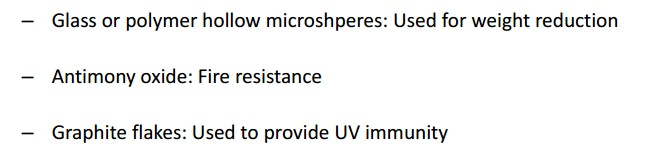 – Glass or polymer hollow microshperes: Used for weight reduction
– Antimony oxide: Fire resistance
– Graphite flakes: Used to provide UV immunity